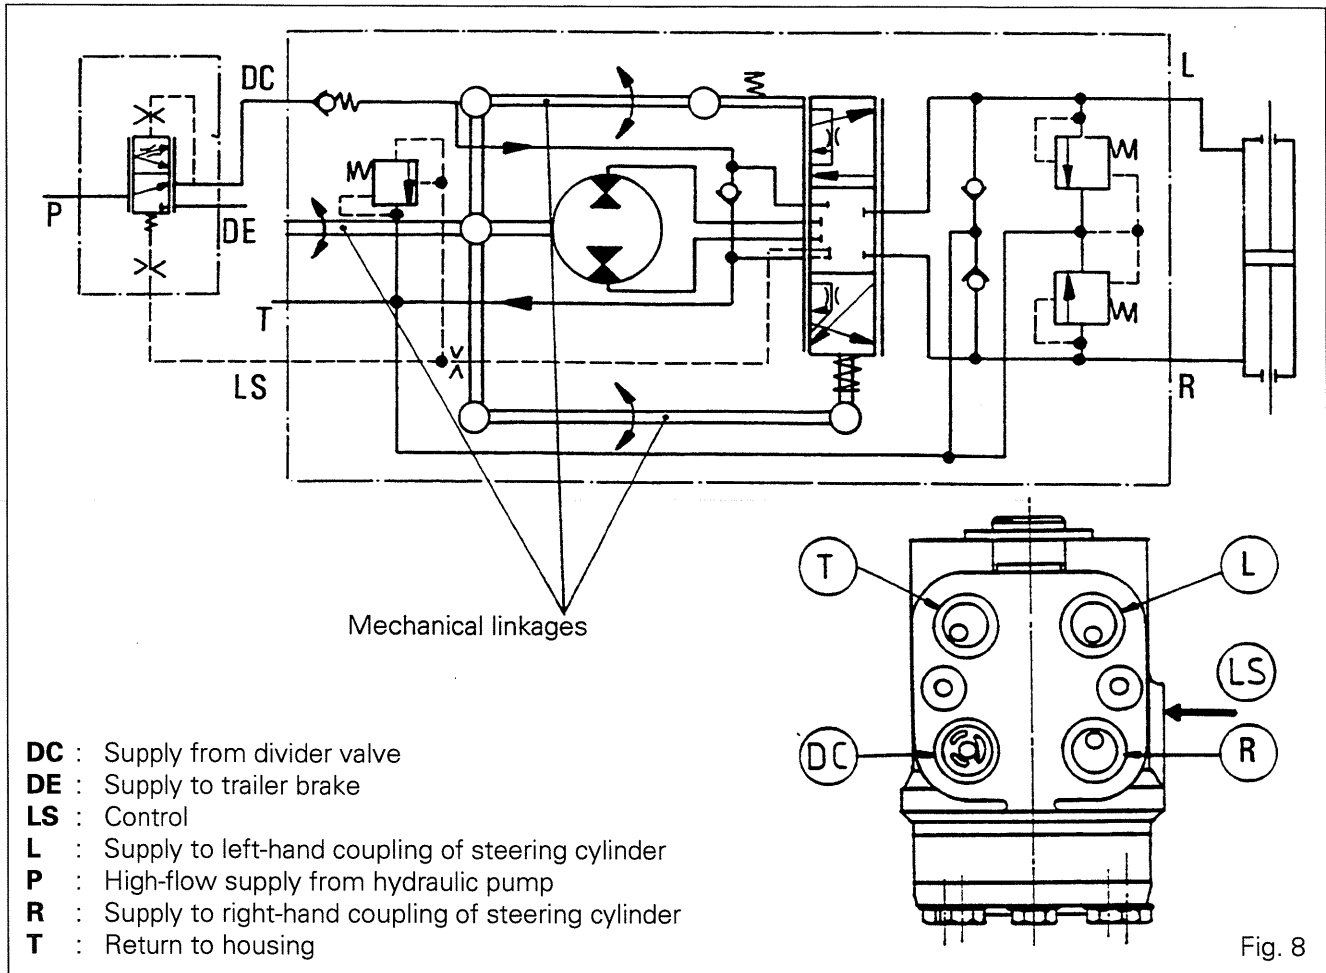 DC
L
P
DE
T
LS
R
Mechanical linkages
T
L
LS
DC
R
DC : Supply from divider valve
DE : Supply to trailer brake
LS : Control
L : Supply to left-hand coupling of steering cylinder
P : High-flow supply from hydraulic pump
R : Supply to right-hand coupling of steering cylinder
T : Return to housing
Fig. 8